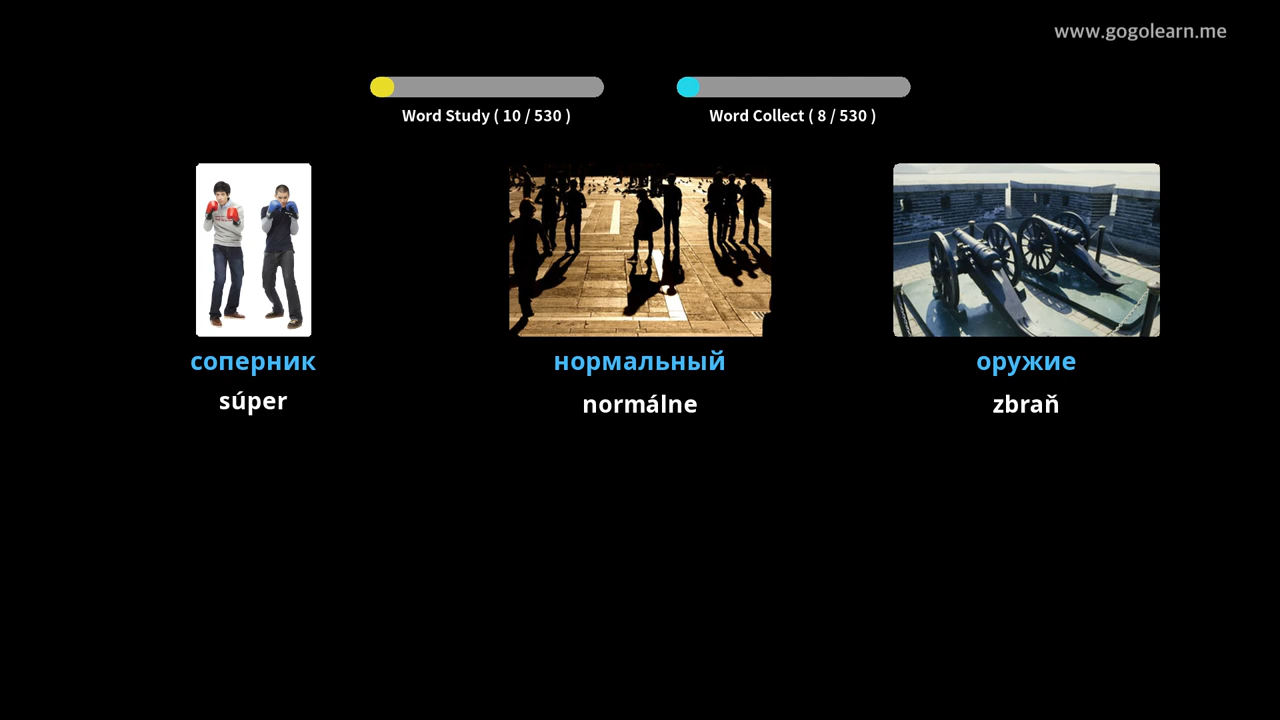 www.gogolearn.me
Word Study ( 10 / 530 )
Word Collect ( 8 / 530 )
соперник
нормальный
оружие
súper
normálne
zbraň